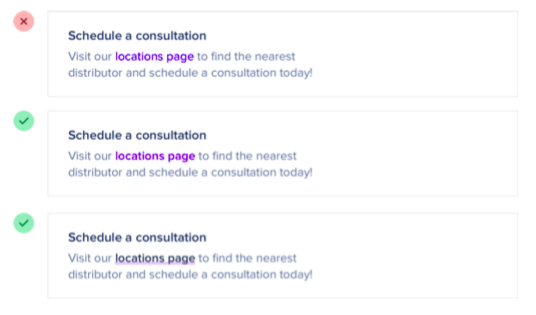 Schedule a consultation
Visit our locations page to find the nearest
distributor and schedule a consultation today!
Schedule a consultation
Visit our locations page to find the nearest
distributor and schedule a consultation today!
Schedule a consultation
Visit our locations page to find the nearest
distributor and schedule a consultation today!